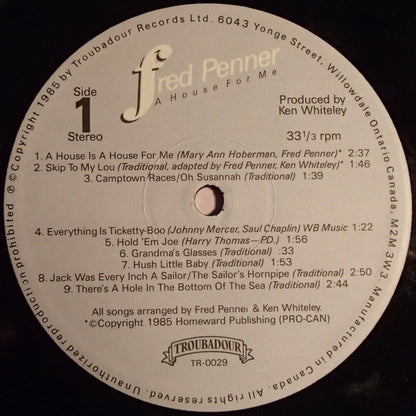 ℗©Copyright 1985 by Troubadour Records Ltd. 6043 Yonge Street, Willowdale Ontario Canada, M2M 3W3
Manufactured in Canada. All rights reserved. Unauthorized reproduction prohibited
fred Penner
A House For Me
Side
1
Stereo
Produced by
Ken Whiteley
33 1/3 rpm
1. A House Is A House For Me (Mary Ann Hoberman, Fred Penner)* 2:37
2. Skip To My Lou (Traditional, adapted by Fred Penner, Ken Whiteley)* 1:46
3. Camptown Races/Oh Susannah (Traditional) 1:39
4. Everything Is Ticketty-Boo (Johnny Mercer, Saul Chaplin) WB Music 1:22
5. Hold 'Em Joe (Harry Thomas—P.D.) 1:56
6. Grandma's Glasses (Traditional) :33
7. Hush Little Baby (Traditional) 1:53
8. Jack Was Every Inch A Sailor/The Sailor's Hornpipe (Traditional) 2:50
9. There's A Hole In The Bottom Of The Sea (Traditional) 2:44
All songs arranged by Fred Penner & Ken Whiteley.
*©Copyright 1985 Homeward Publishing (PRO-CAN)
TROUBADOUR
TR-0029